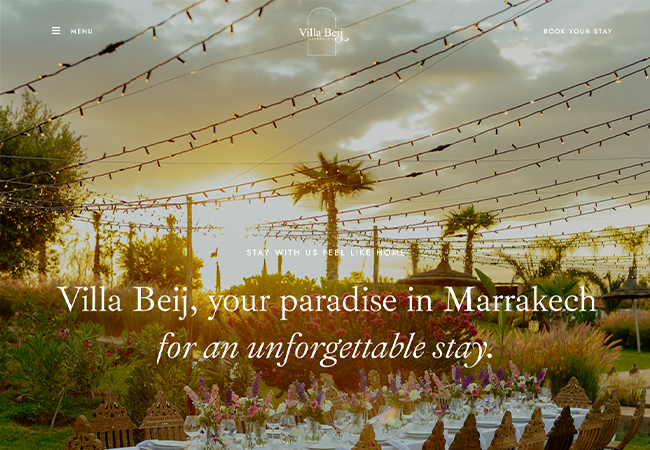 MENU
Villa Beij
BOOK YOUR STAY
STAY WITH US FEEL LIKE HOME
Villa Beij, your paradise in Marrakech
for an unforgettable stay.